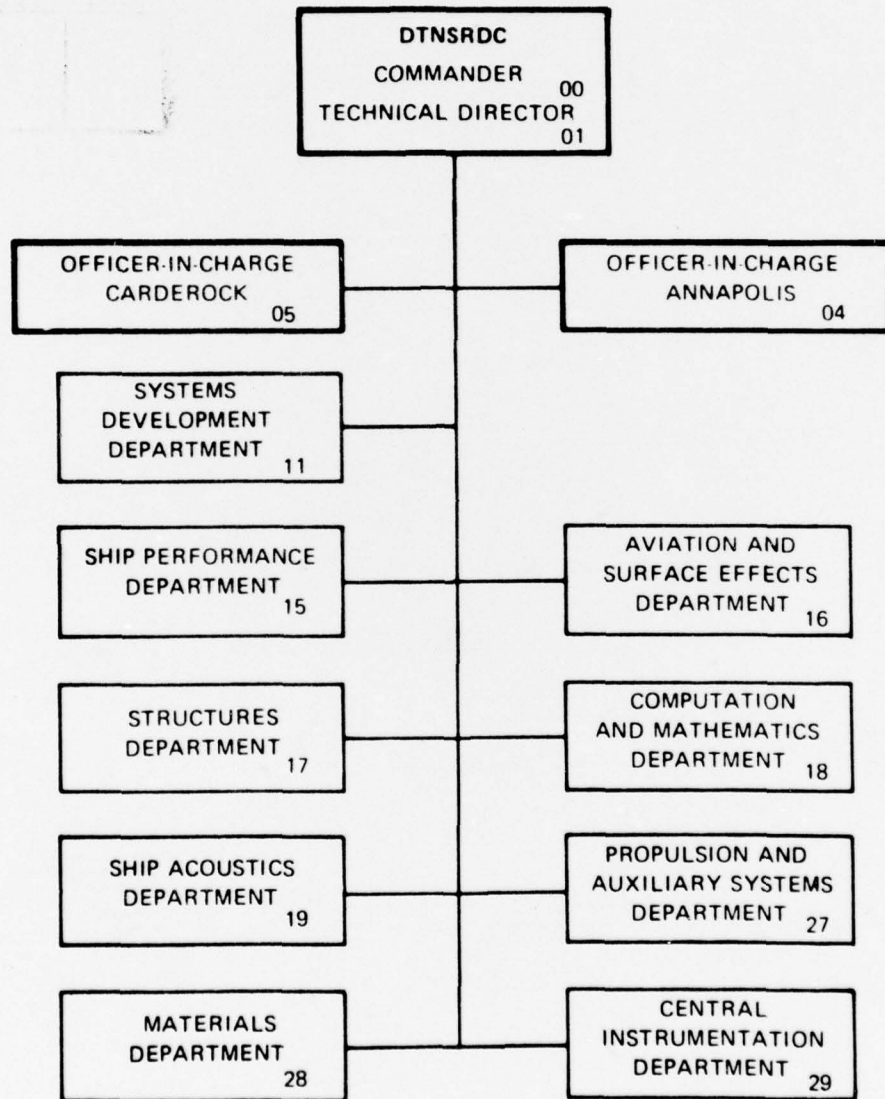 DTNSRDC
COMMANDER
00
TECHNICAL DIRECTOR
01
OFFICER-IN-CHARGE
CARDEROCK
05
OFFICER-IN-CHARGE
ANNAPOLIS
04
SYSTEMS
DEVELOPMENT
DEPARTMENT
11
SHIP PERFORMANCE
DEPARTMENT
15
AVIATION AND
SURFACE EFFECTS
DEPARTMENT
16
STRUCTURES
DEPARTMENT
17
COMPUTATION
AND MATHEMATICS
DEPARTMENT
18
SHIP ACOUSTICS
DEPARTMENT
19
PROPULSION AND
AUXILIARY SYSTEMS
DEPARTMENT
27
MATERIALS
DEPARTMENT
28
CENTRAL
INSTRUMENTATION
DEPARTMENT
29